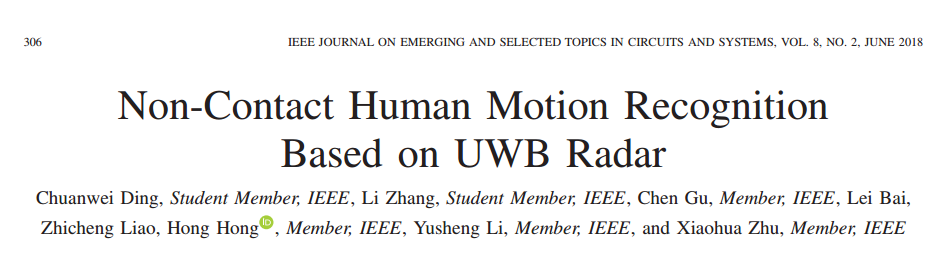 306 IEEE JOURNAL ON EMERGING AND SELECTED TOPICS IN CIRCUITS AND SYSTEMS, VOL. 8, NO. 2, JUNE 2018
Non-Contact Human Motion Recognition
Based on UWB Radar
Chuanwei Ding, Student Member, IEEE, Li Zhang, Student Member, IEEE, Chen Gu, Member, IEEE, Lei Bai,
Zhicheng Liao, Hong Hong iD, Member, IEEE, Yusheng Li, Member, IEEE, and Xiaohua Zhu, Member, IEEE